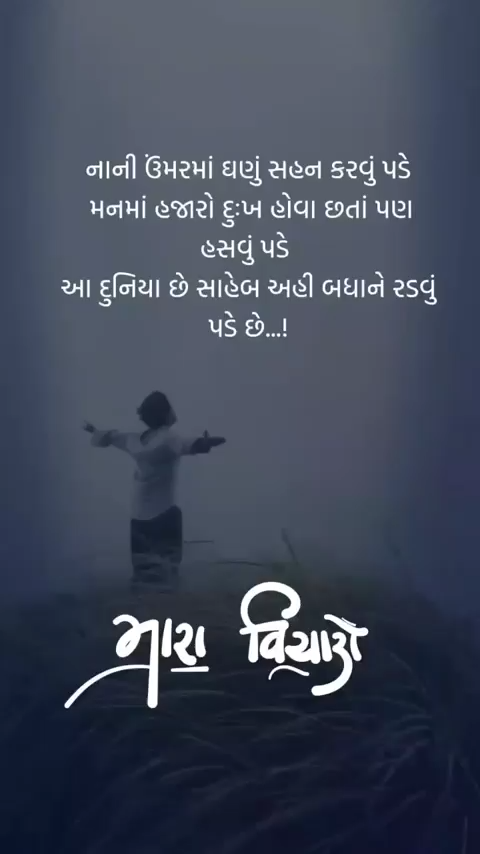 નાની ઉંમરમાં ઘણું સહન કરવું પડે
મનમાં હજારો દુઃખ હોવા છતાં પણ
હસવું પડે
આ દુનિયા છે સાહેબ અહી બધાને રડવું
પડે છે...!
મારા વિચારો